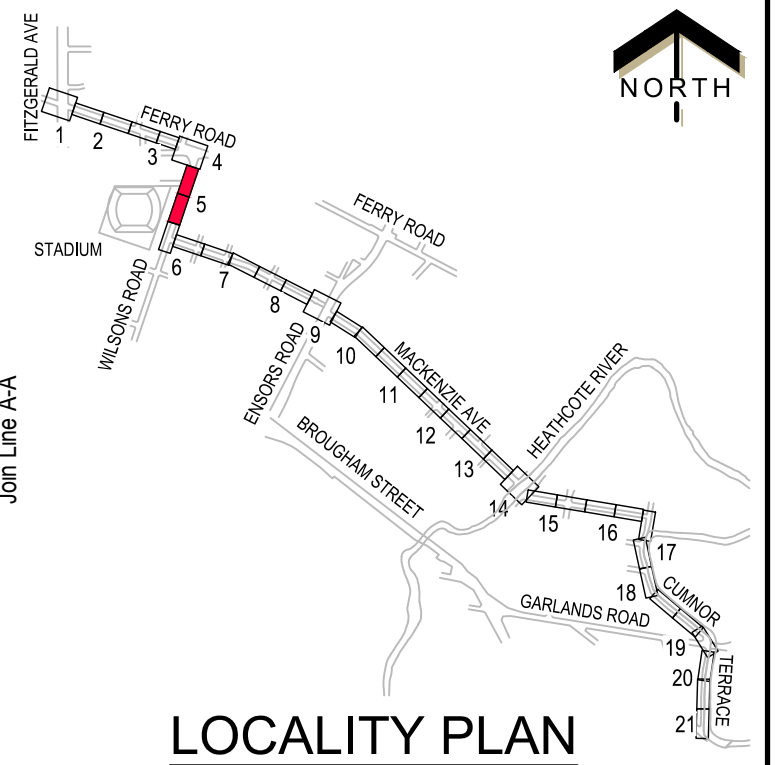 FITZGERALD AVE
NORTH
FERRY ROAD
1
2
3
4
5
FERRY ROAD
STADIUM
6
7
WILSONS ROAD
8
9
10
ENSORS ROAD
MACKENZIE AVE
HEATHCOTE RIVER
11
Join Line A-A
12
BROUGHAM STREET
13
14
15
16
17
18
CUMNOR
GARLANDS ROAD
19
TERRACE
20
21
LOCALITY PLAN